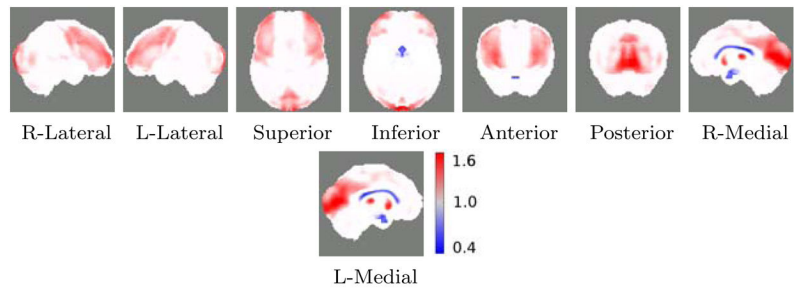 R-Lateral L-Lateral Superior Inferior Anterior Posterior R-Medial
1.6
1.0
0.4
L-Medial